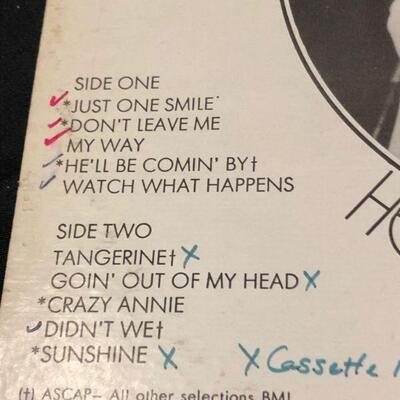 SIDE ONE
*JUST ONE SMILE
*DON'T LEAVE ME
MY WAY
*HE'LL BE COMIN' BY†
WATCH WHAT HAPPENS
SIDE TWO
TANGERINE† X
GOIN' OUT OF MY HEAD X
*CRAZY ANNIE
DIDN'T WE†
*SUNSHINE X X Cassette
(†) ASCAP— All other selections BMI